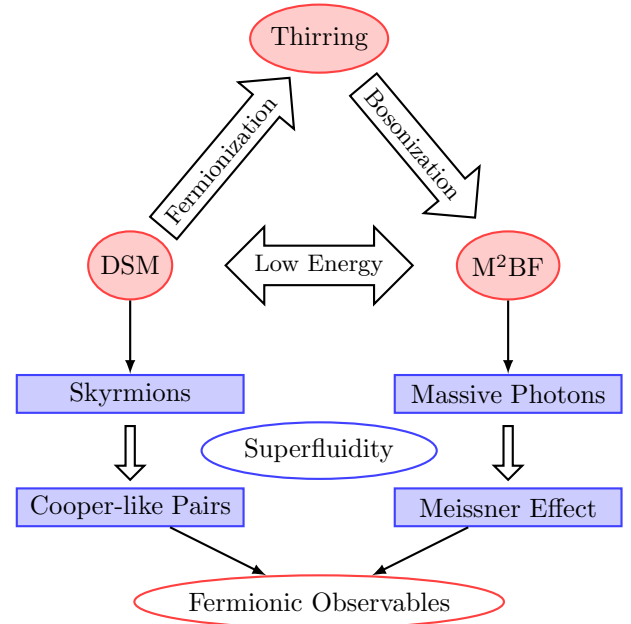 Thirring
Fermionization
Bosonization
DSM
Low Energy
M²BF
Skyrmions
Massive Photons
Superfluidity
Cooper-like Pairs
Meissner Effect
Fermionic Observables